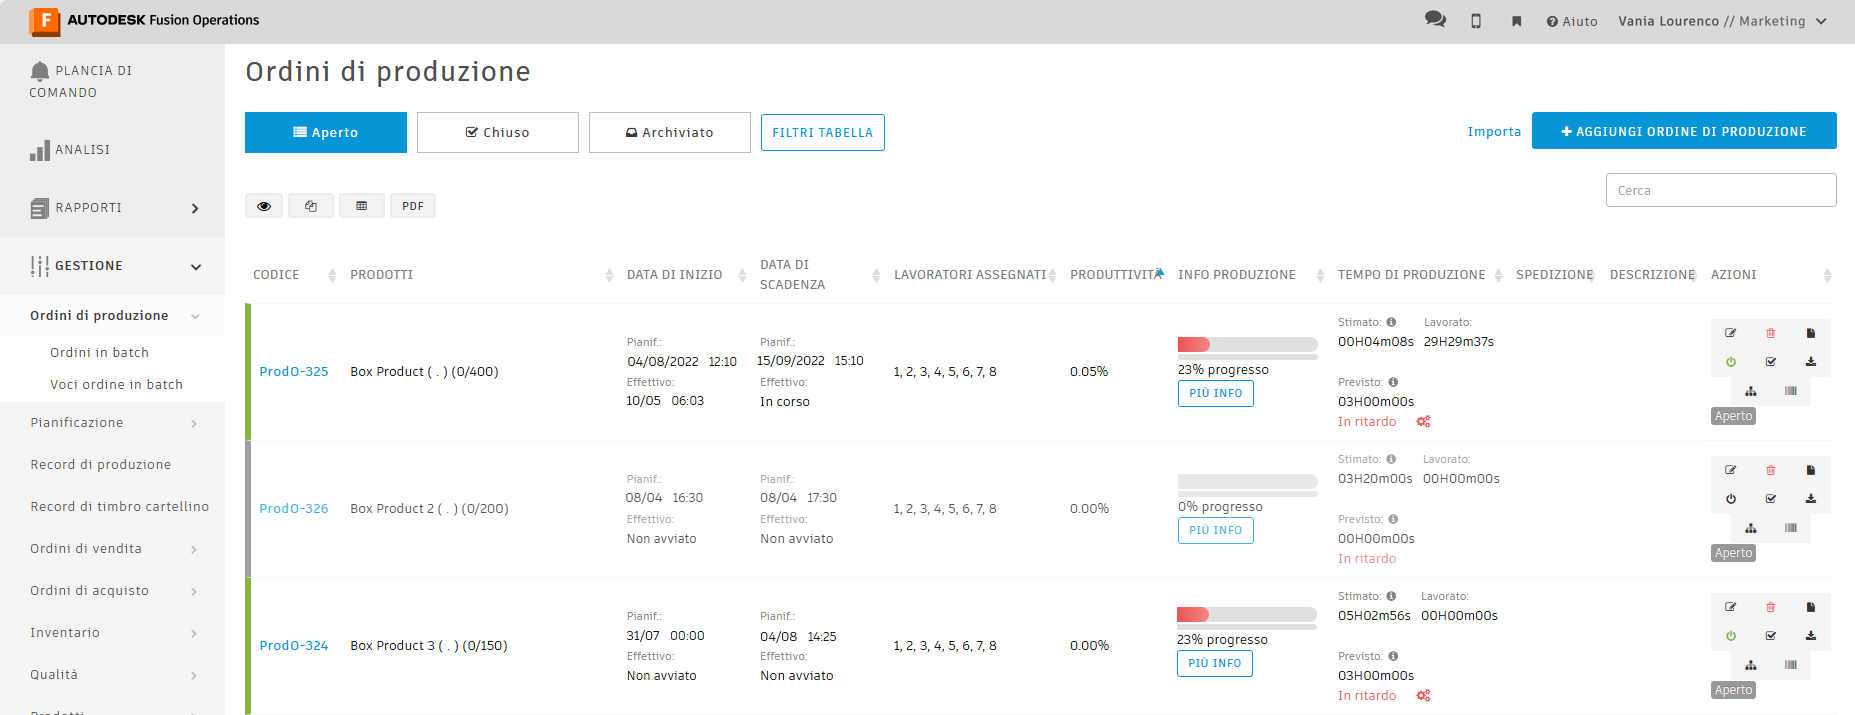 AUTODESK Fusion Operations
Aiuto
Vania Lourenco // Marketing
PLANCIA DI
COMANDO
ANALISI
RAPPORTI
GESTIONE
Ordini di produzione
Ordini in batch
Voci ordine in batch
Pianificazione
Record di produzione
Record di timbro cartellino
Ordini di vendita
Ordini di acquisto
Inventario
Qualità
Prodotti
Ordini di produzione
Aperto
Chiuso
Archiviato
FILTRI TABELLA
Importa
+ AGGIUNGI ORDINE DI PRODUZIONE
PDF
Cerca
CODICE PRODOTTI DATA DI INIZIO DATA DI SCADENZA LAVORATORI ASSEGNATI PRODUTTIVITÀ INFO PRODUZIONE TEMPO DI PRODUZIONE SPEDIZIONE DESCRIZIONE AZIONI
ProdO-325
Box Product ( . ) (0/400)
Pianif.:
04/08/2022 12:10
Effettivo:
10/05 06:03
Pianif.:
15/09/2022 15:10
Effettivo:
In corso
1, 2, 3, 4, 5, 6, 7, 8
0.05%
23% progresso
PIÙ INFO
Stimato: Lavorato:
00H04m08s 29H29m37s
Previsto:
03H00m00s
In ritardo
Aperto
ProdO-326
Box Product 2 ( . ) (0/200)
Pianif.:
08/04 16:30
Effettivo:
Non avviato
Pianif.:
08/04 17:30
Effettivo:
Non avviato
1, 2, 3, 4, 5, 6, 7, 8
0.00%
0% progresso
PIÙ INFO
Stimato: Lavorato:
03H20m00s 00H00m00s
Previsto:
00H00m00s
In ritardo
Aperto
ProdO-324
Box Product 3 ( . ) (0/150)
Pianif.:
31/07 00:00
Effettivo:
Non avviato
Pianif.:
04/08 14:25
Effettivo:
Non avviato
1, 2, 3, 4, 5, 6, 7, 8
0.00%
23% progresso
PIÙ INFO
Stimato: Lavorato:
05H02m56s 00H00m00s
Previsto:
03H00m00s
In ritardo
Aperto